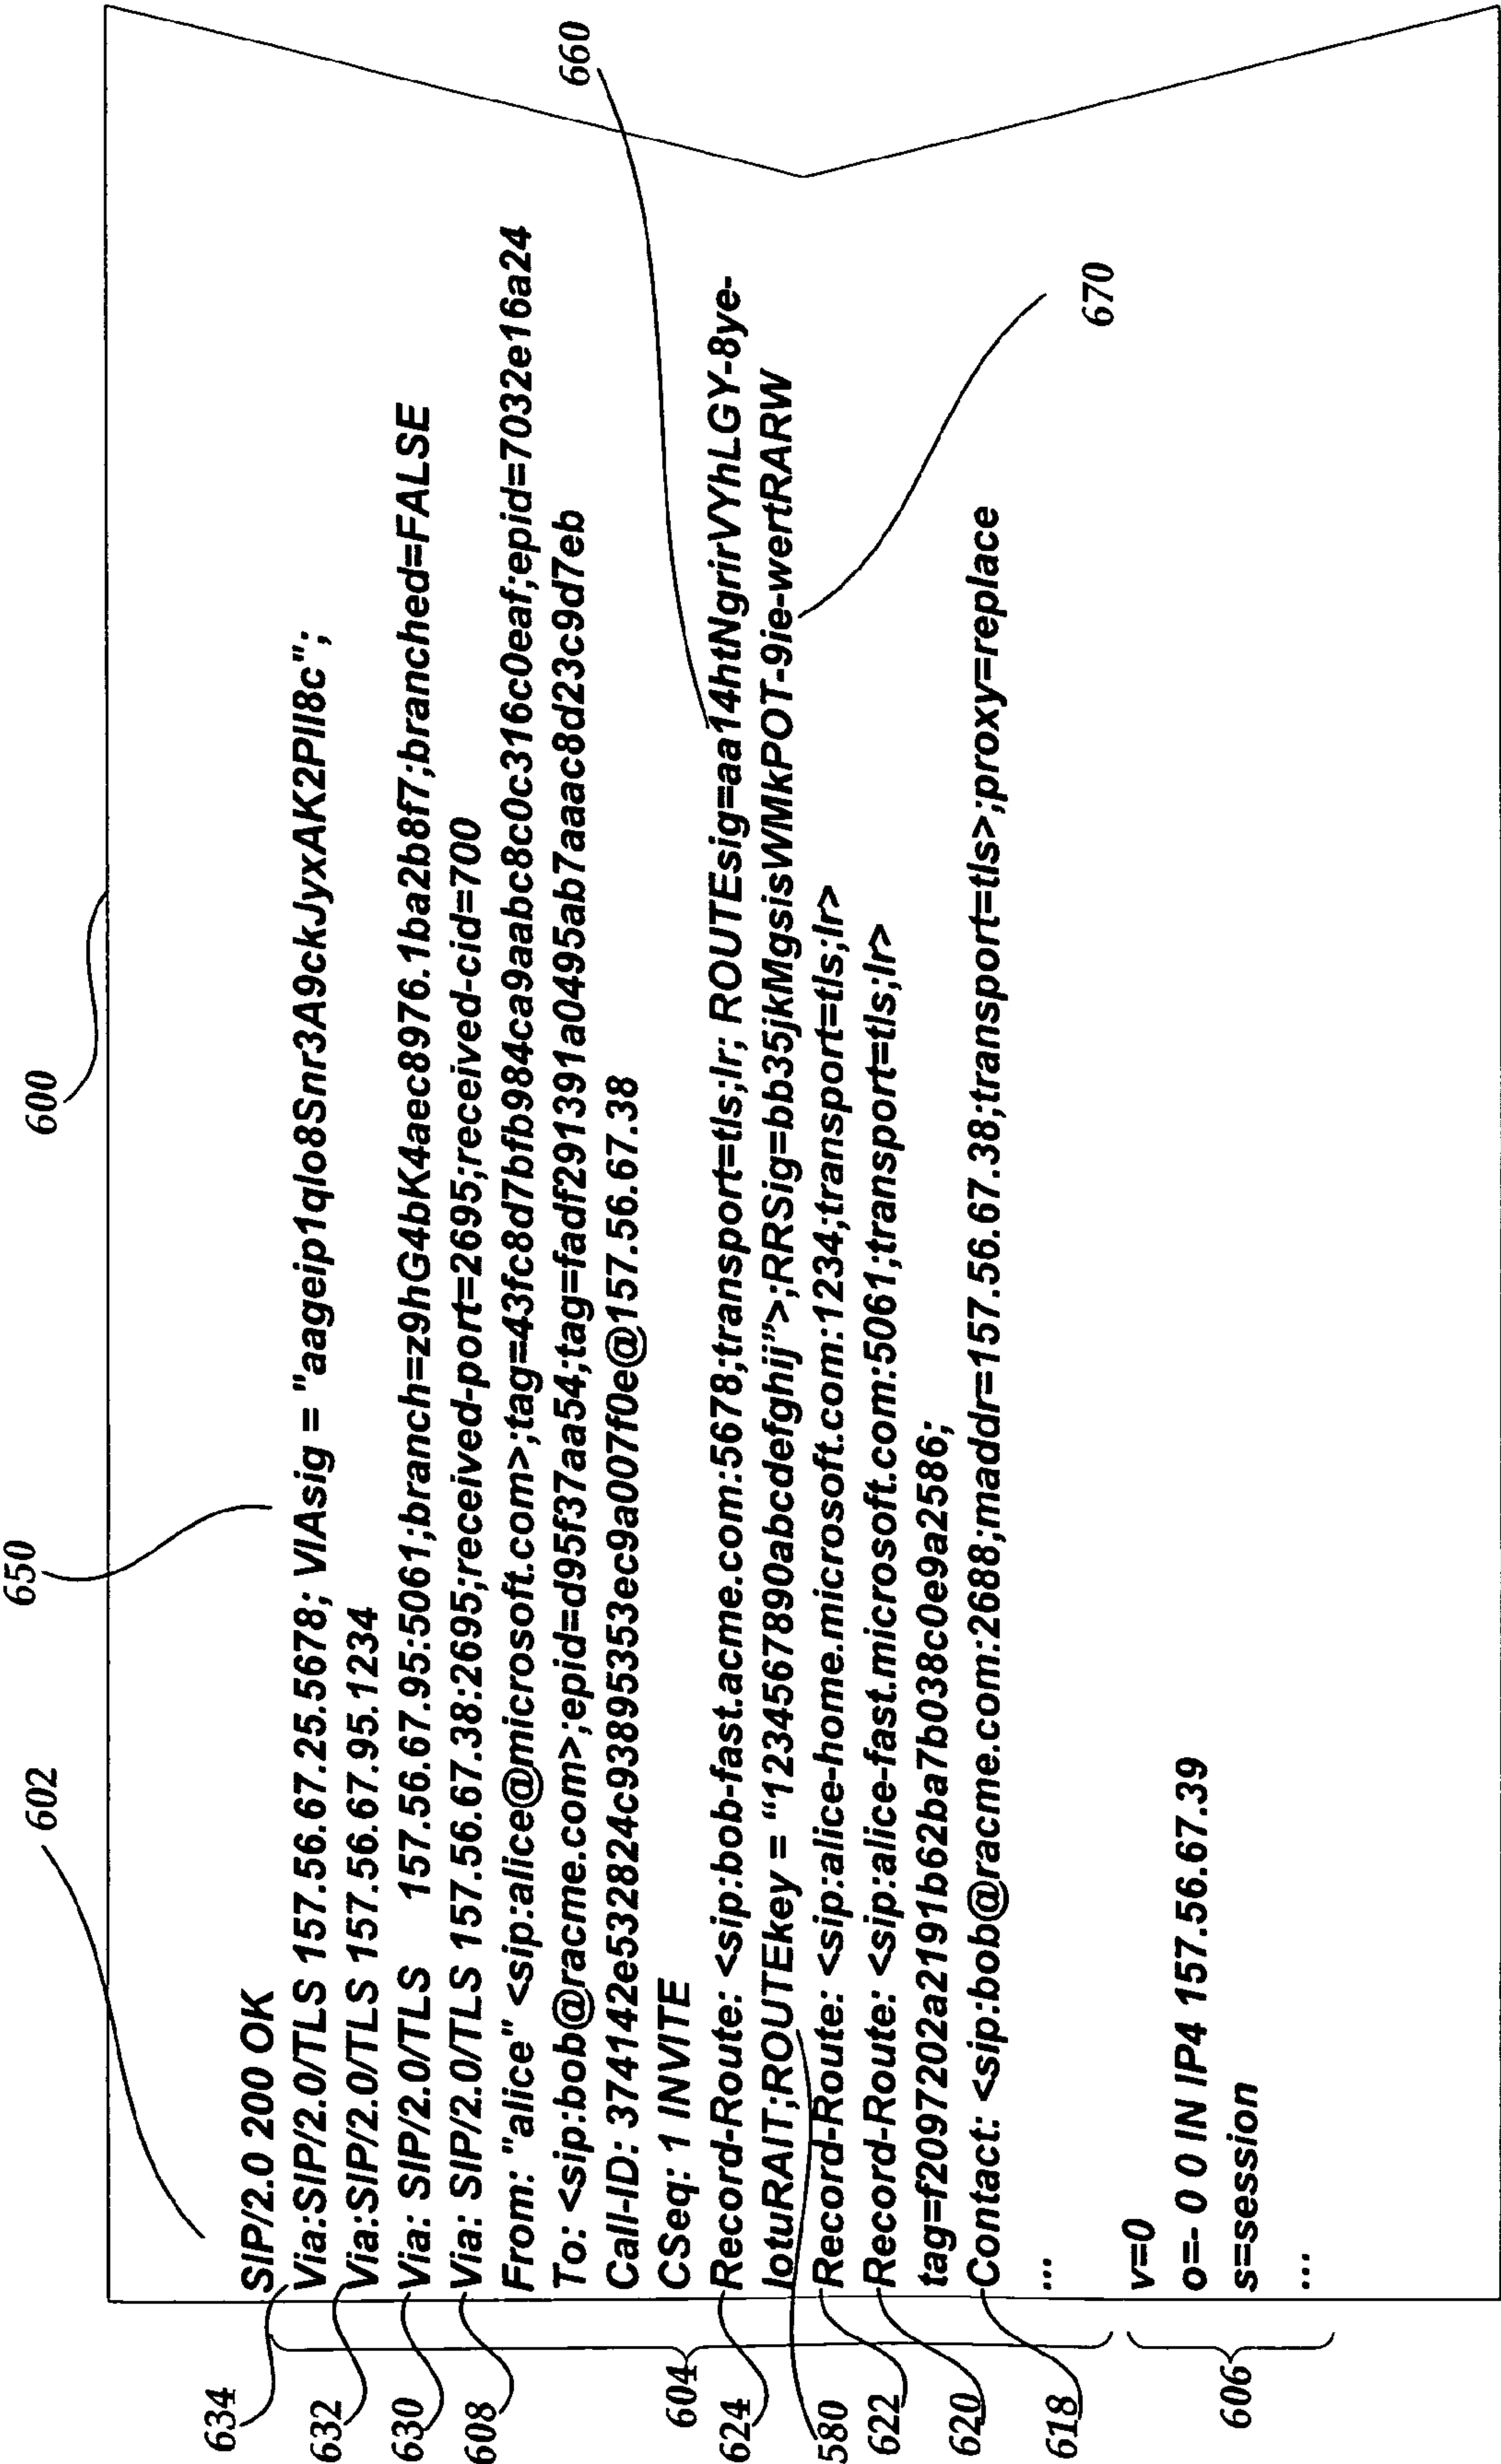 600
650
602
660
670
634
632
630
608
604
624
580
622
620
618
606
SIP/2.0 200 OK
Via:SIP/2.0/TLS 157.56.67.25.5678; VIAsig = "aageip1qlo8Snr3A9ckJyxAK2PII8c";
Via:SIP/2.0/TLS 157.56.67.95.1234
Via: SIP/2.0/TLS 157.56.67.95:5061;branch=z9hG4bK4aec8976.1ba2b8f7;branched=FALSE
Via: SIP/2.0/TLS 157.56.67.38:2695;received-port=2695;received-cid=700
From: "alice" <sip:alice@microsoft.com>;tag=43fc8d7bfb984ca9aabc8c0c316c0eaf;epid=7032e16a24
To: <sip:bob@racme.com>;epid=d95f37aa54;tag=fadf291391a0495ab7aaac8d23c9d7eb
Call-ID: 37142e532824c93895353ec9a007f0e@157.56.67.38
CSeq: 1 INVITE
Record-Route: <sip:bob-fast.acme.com:5678;transport=tls;lr; ROUTEsig=aa14htNgrirVYhLGY-8ye-
lotuRAIT;ROUTEkey = “1234567890abcdefghij”>;RRSig=bb35jkMgsisWMkPOT-9ie-wertRARW
Record-Route: <sip:alice-home.microsoft.com:1234;transport=tls;lr>
Record-Route: <sip:alice-fast.microsoft.com:5061;transport=tls;lr>
tag=f2097202a2191b62ba7b038c0e9a2586;
Contact: <sip:bob@racme.com:2688;maddr=157.56.67.38;transport=tls>;proxy=replace
...
v=0
o=- 0 0 IN IP4 157.56.67.39
s=session
...